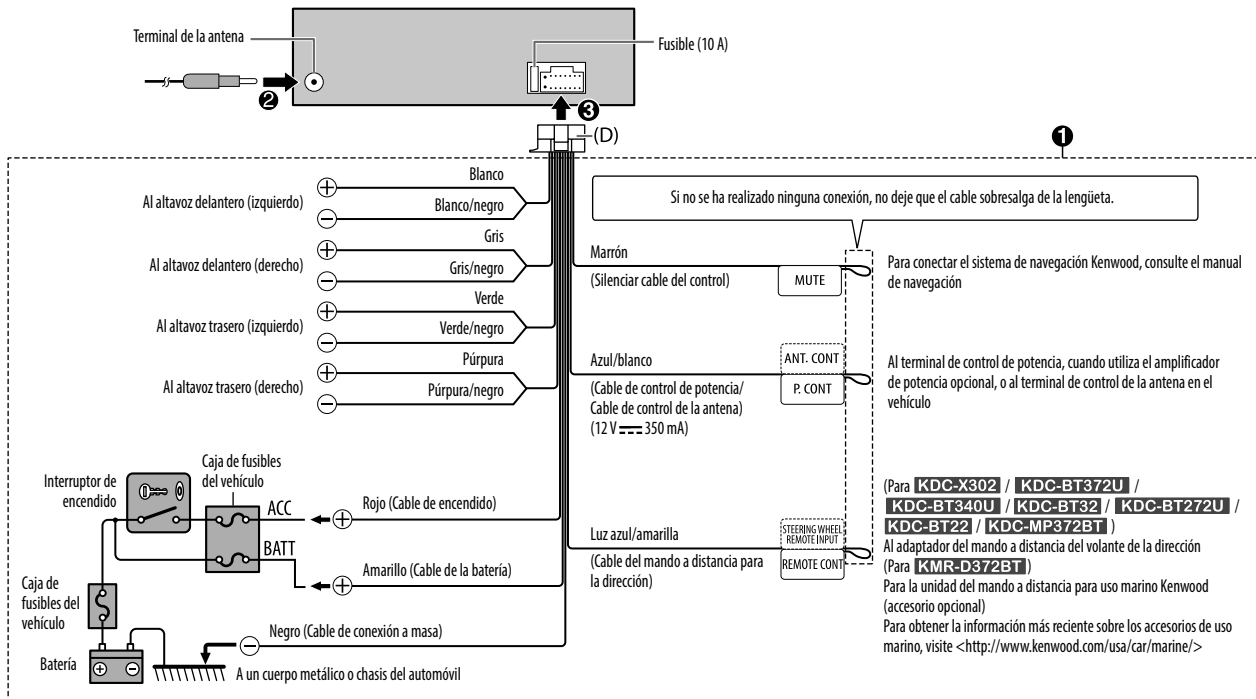 Terminal de la antena
Fusible (10 A)
2
3
(D)
1
Blanco
Al altavoz delantero (izquierdo)
Blanco/negro
Gris
Al altavoz delantero (derecho)
Gris/negro
Verde
Al altavoz trasero (izquierdo)
Verde/negro
Púrpura
Al altavoz trasero (derecho)
Púrpura/negro
Si no se ha realizado ninguna conexión, no deje que el cable sobresalga de la lengüeta.
Marrón
(Silenciar cable del control)
MUTE
Para conectar el sistema de navegación Kenwood, consulte el manual
de navegación
Azul/blanco
(Cable de control de potencia/
Cable de control de la antena)
(12 V 350 mA)
ANT. CONT
P. CONT
Al terminal de control de potencia, cuando utiliza el amplificador
de potencia opcional, o al terminal de control de la antena en el
vehículo
Interruptor de
encendido
Caja de fusibles
del vehículo
ACC
Rojo (Cable de encendido)
BATT
Amarillo (Cable de la batería)
Luz azul/amarilla
(Cable del mando a distancia para
la dirección)
STEERING WHEEL
REMOTE INPUT
REMOTE CONT
(Para KDC-X302 / KDC-BT372U /
KDC-BT340U / KDC-BT32 / KDC-BT272U /
KDC-BT22 / KDC-MP372BT )
Al adaptador del mando a distancia del volante de la dirección
(Para KMR-D372BT )
Para la unidad del mando a distancia para uso marino Kenwood
(accesorio opcional)
Para obtener la información más reciente sobre los accesorios de uso
marino, visite <http://www.kenwood.com/usa/car/marine/>
Caja de
fusibles del
vehículo
Batería
Negro (Cable de conexión a masa)
A un cuerpo metálico o chasis del automóvil